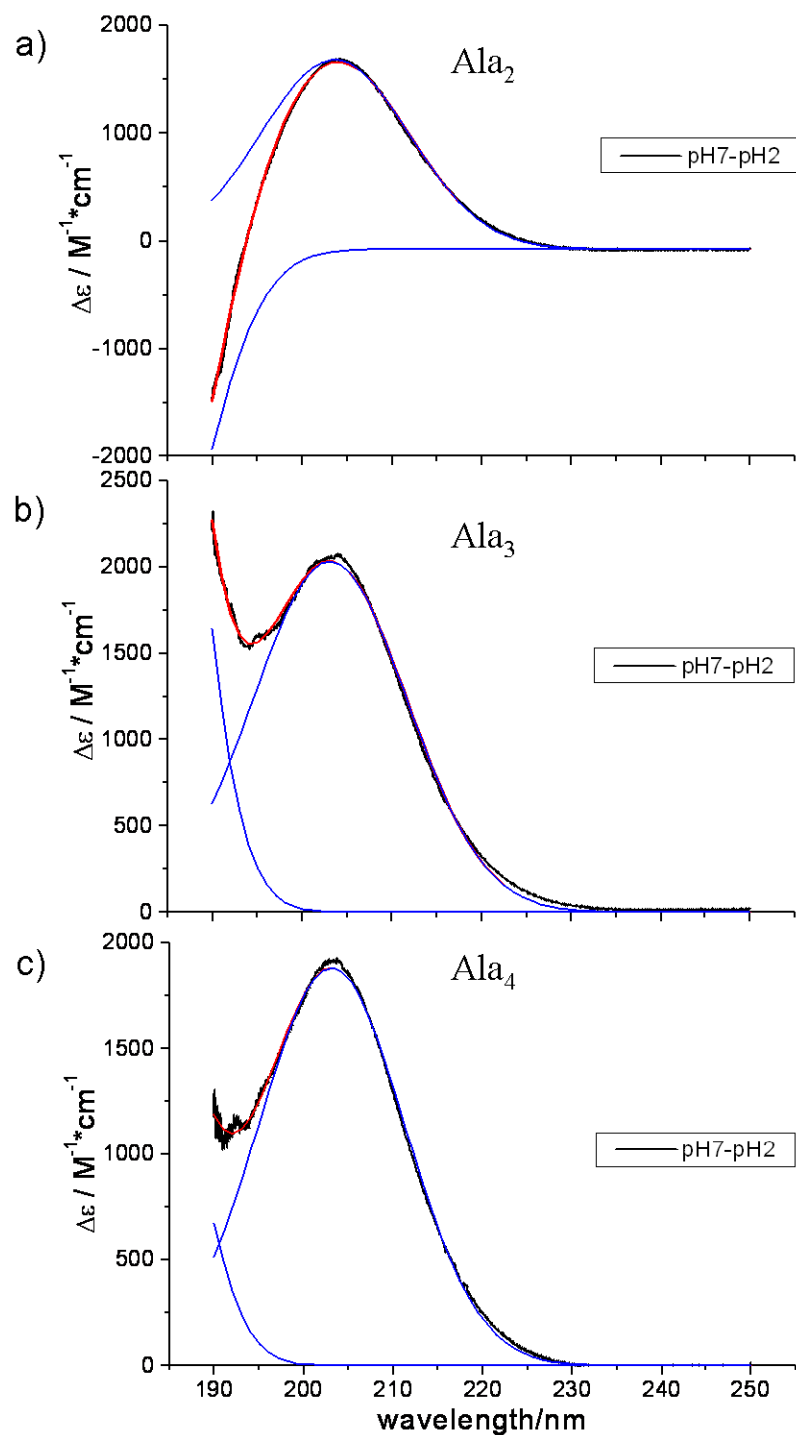 a)
Ala₂
2000
1000
0
-1000
-2000
Δε / M⁻¹*cm⁻¹
pH7-pH2
b)
Ala₃
2500
2000
1500
1000
500
0
Δε / M⁻¹*cm⁻¹
pH7-pH2
c)
Ala₄
2000
1500
1000
500
0
Δε / M⁻¹*cm⁻¹
pH7-pH2
190 200 210 220 230 240 250
wavelength/nm